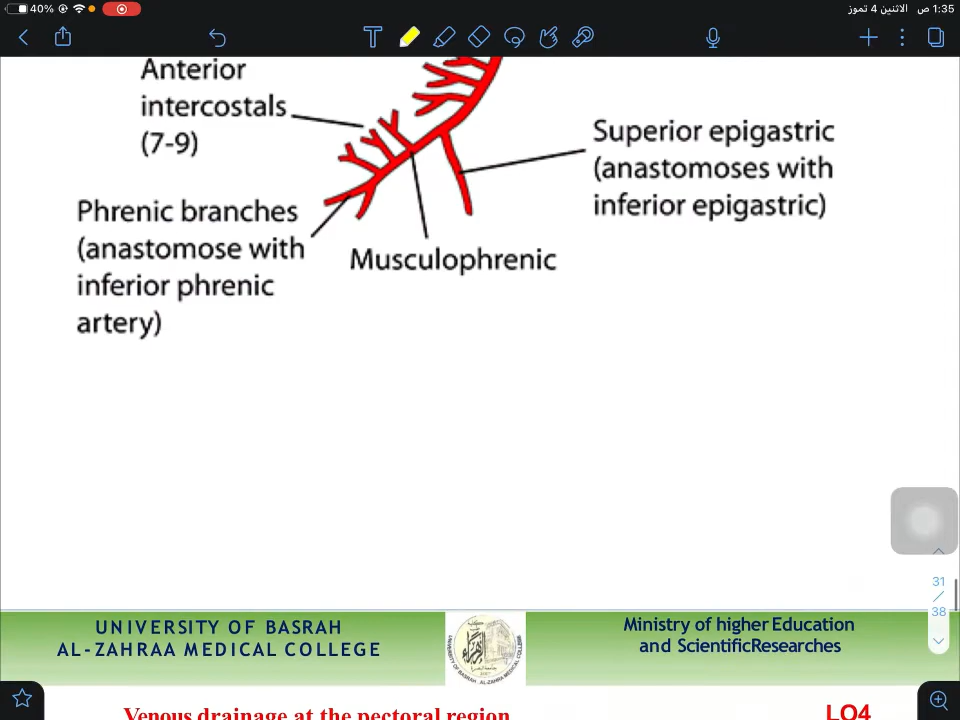 40%
1:35 ص الاثنين 4 تموز
Anterior
intercostals
(7-9)
Superior epigastric
(anastomoses with
inferior epigastric)
Phrenic branches
(anastomose with
inferior phrenic
artery)
Musculophrenic
31
/
38
UNIVERSITY OF BASRAH
AL-ZAHRAA MEDICAL COLLEGE
Ministry of higher Education
and ScientificResearches
Venous drainage at the pectoral region
LO4